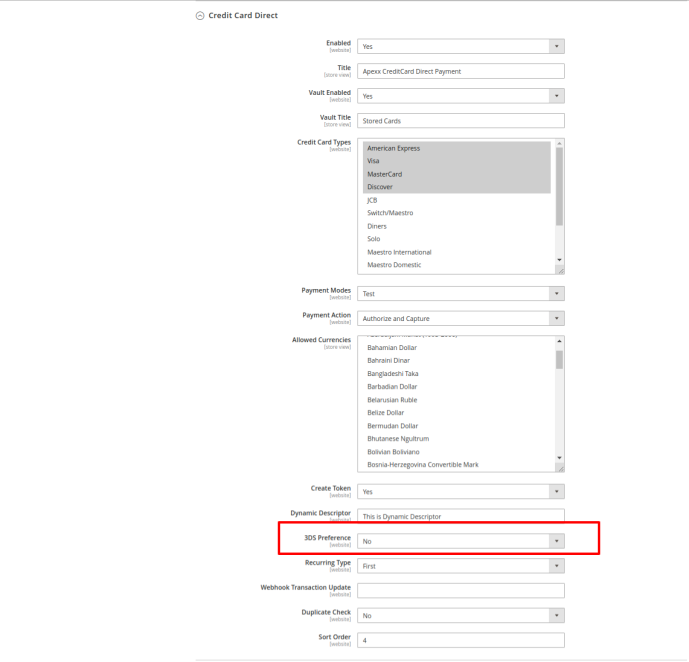 Credit Card Direct
Enabled
[website]
Yes
Title
[store view]
Apexx CreditCard Direct Payment
Vault Enabled
[website]
Yes
Vault Title
[store view]
Stored Cards
Credit Card Types
[website]
American Express
Visa
MasterCard
Discover
JCB
Switch/Maestro
Diners
Solo
Maestro International
Maestro Domestic
Payment Modes
[website]
Test
Payment Action
[website]
Authorize and Capture
Allowed Currencies
[store view]
Bahamian Dollar
Bahraini Dinar
Bangladeshi Taka
Barbadian Dollar
Belarusian Ruble
Belize Dollar
Bermudan Dollar
Bhutanese Ngultrum
Bolivian Boliviano
Bosnia-Herzegovina Convertible Mark
Create Token
[website]
Yes
Dynamic Descriptor
[website]
This is Dynamic Descriptor
3DS Preference
[website]
No
Recurring Type
[website]
First
Webhook Transaction Update
[website]
Duplicate Check
[website]
No
Sort Order
[website]
4